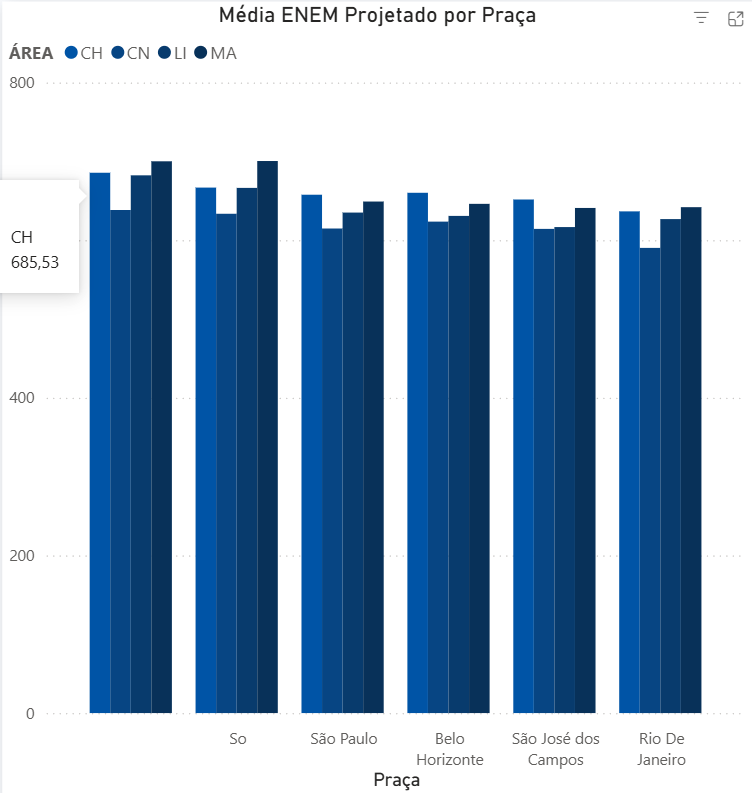 Média ENEM Projetado por Praça
ÁREA CH CN LI MA
800
CH
685,53
400
200
0
So
São Paulo
Belo
Horizonte
São José dos
Campos
Rio De
Janeiro
Praça